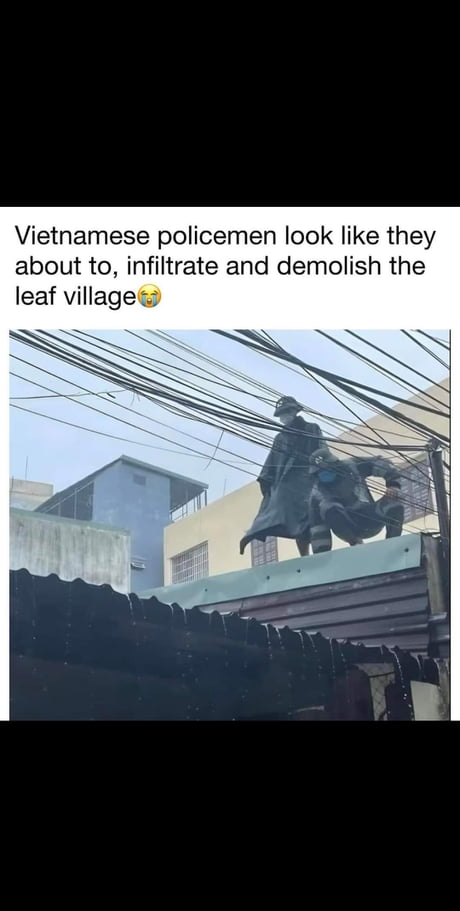 Vietnamese policemen look like they
about to, infiltrate and demolish the
leaf village😭